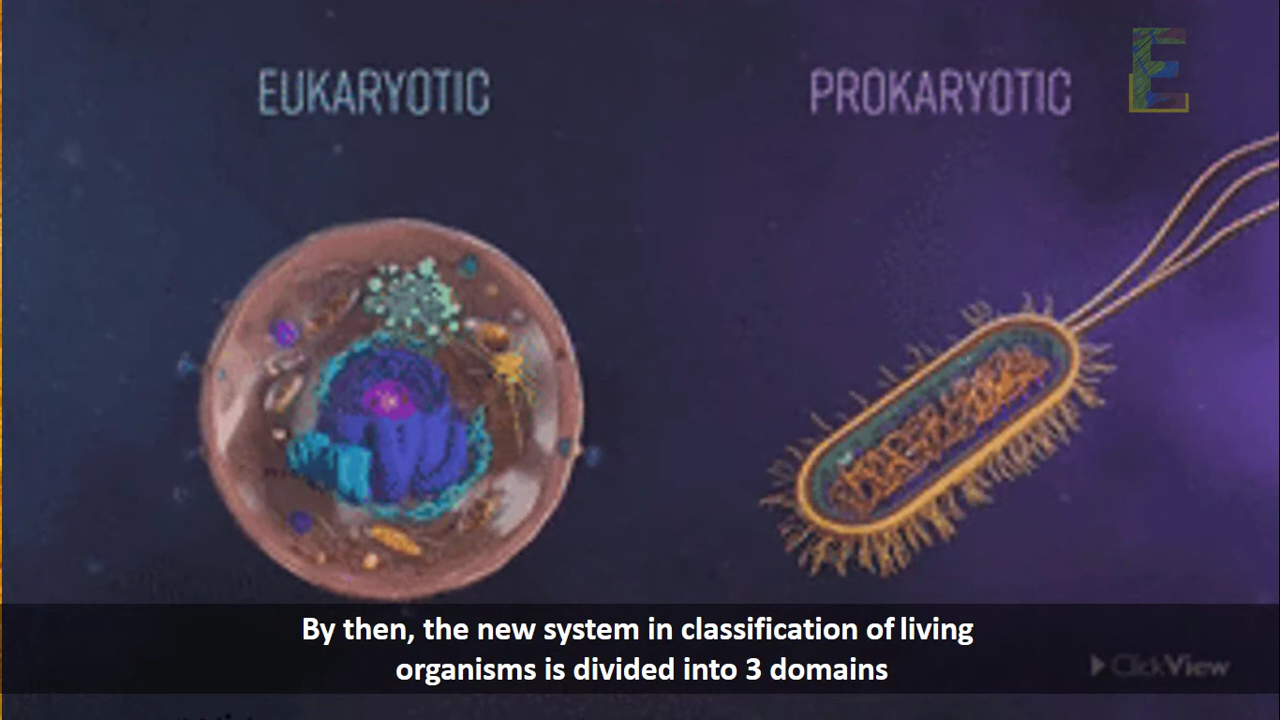 EUKARYOTIC
PROKARYOTIC
E
By then, the new system in classification of living
organisms is divided into 3 domains
ClickView